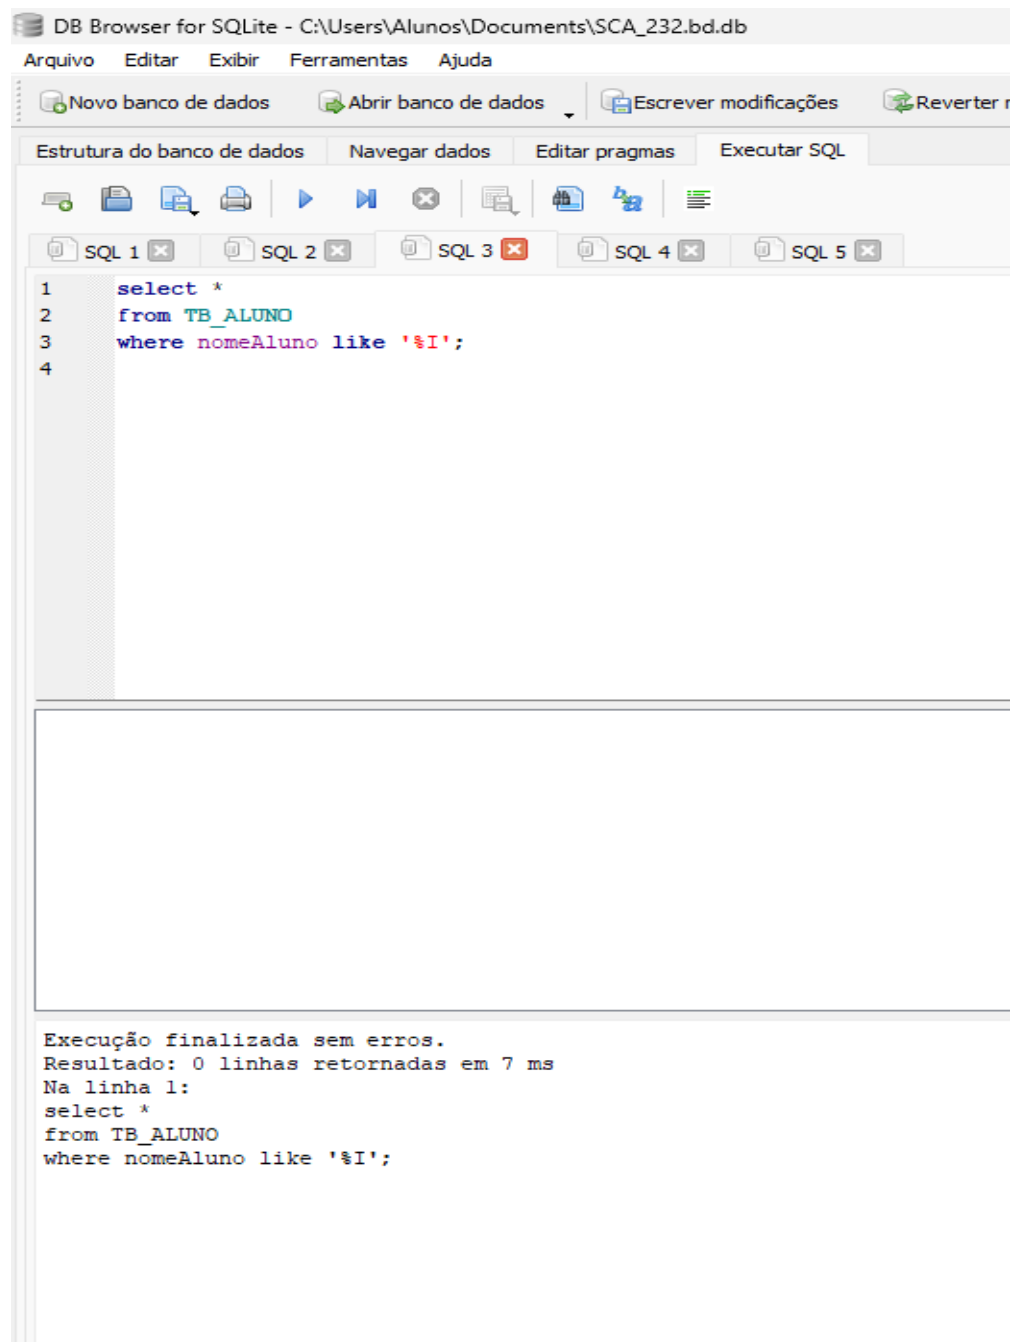 DB Browser for SQLite - C:\Users\Alunos\Documents\SCA_232.bd.db
Arquivo Editar Exibir Ferramentas Ajuda
Novo banco de dados Abrir banco de dados Escrever modificações Reverter
Estrutura do banco de dados Navegar dados Editar pragmas Executar SQL
SQL 1 SQL 2 SQL 3 SQL 4 SQL 5
1 select *
2 from TB_ALUNO
3 where nomeAluno like '%I';
4
Execução finalizada sem erros.
Resultado: 0 linhas retornadas em 7 ms
Na linha 1:
select *
from TB_ALUNO
where nomeAluno like '%I';